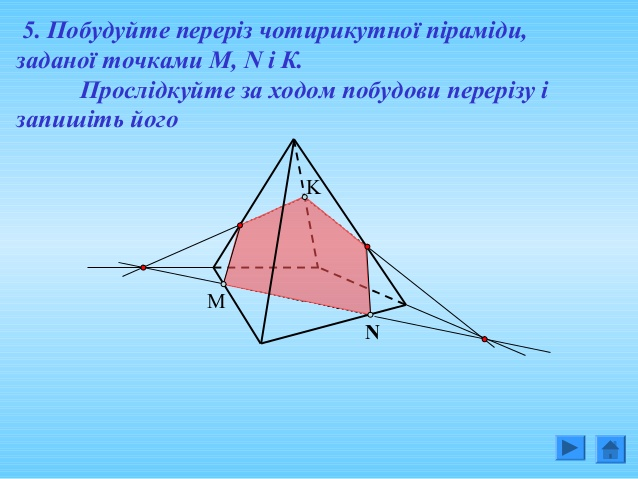 5. Побудуйте переріз чотирикутної піраміди,
заданої точками M, N і К.
Прослідкуйте за ходом побудови перерізу і
запишіть його
K
M
N